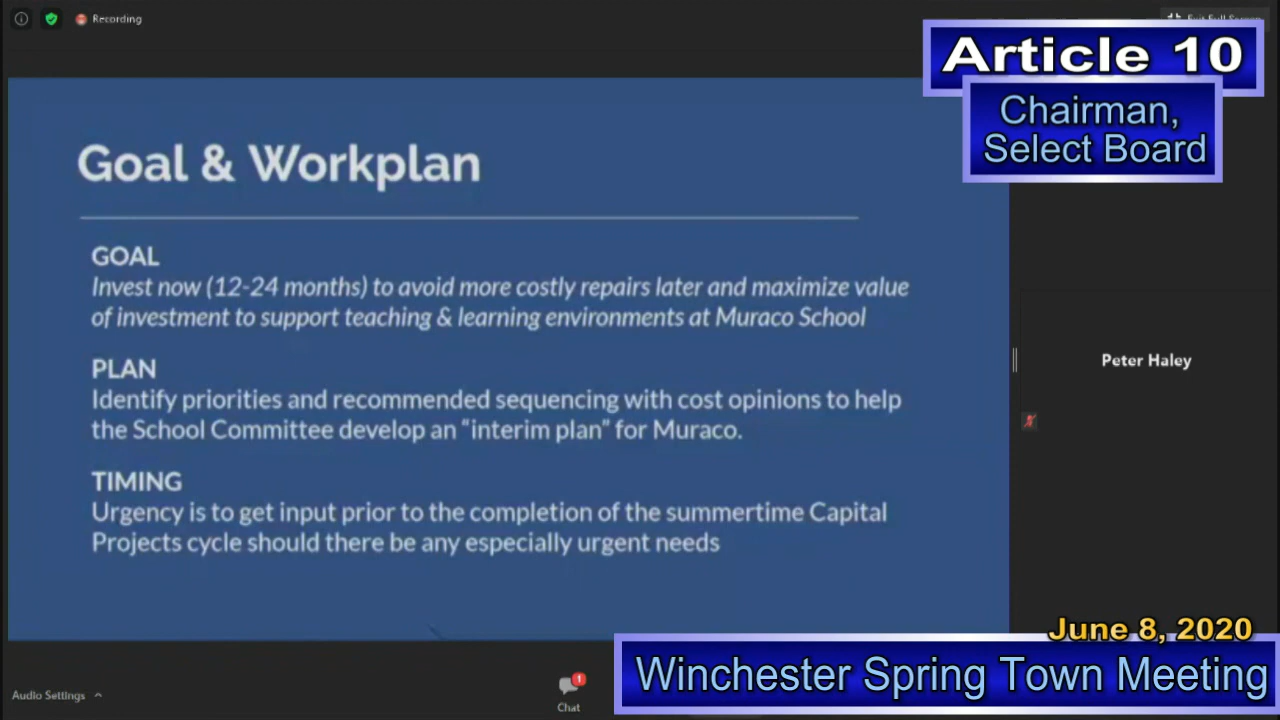 Recording
Exit Full Screen
Article 10
Chairman,
Select Board
Goal & Workplan
GOAL
Invest now (12-24 months) to avoid more costly repairs later and maximize value
of investment to support teaching & learning environments at Muraco School
PLAN
Identify priorities and recommended sequencing with cost opinions to help
the School Committee develop an “interim plan” for Muraco.
TIMING
Urgency is to get input prior to the completion of the summertime Capital
Projects cycle should there be any especially urgent needs
Peter Haley
June 8, 2020
Winchester Spring Town Meeting
Audio Settings
1
Chat